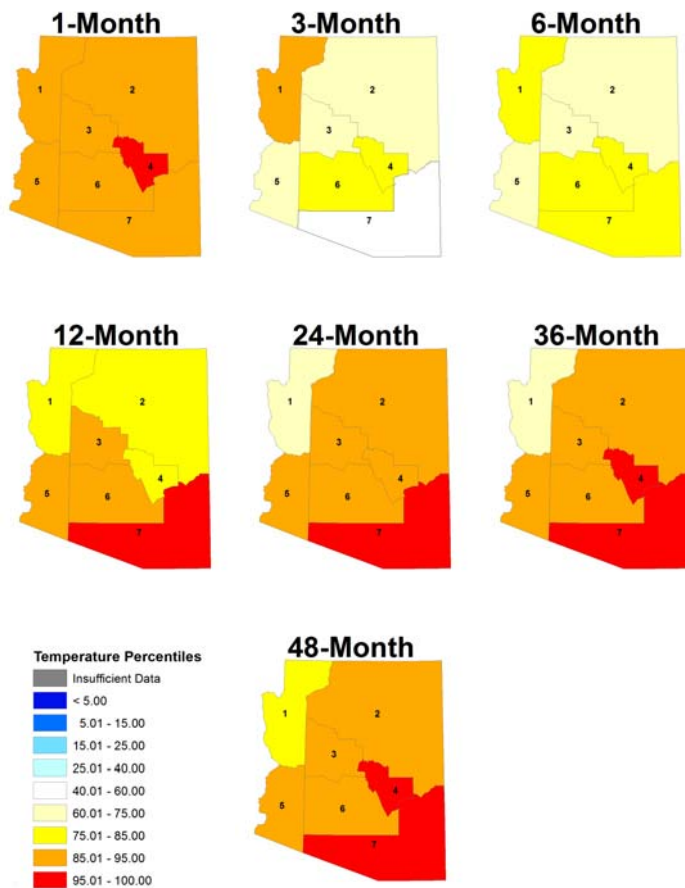 1-Month
3-Month
6-Month
1
2
3
4
5
6
7
1
2
3
4
5
6
7
1
2
3
4
5
6
7
12-Month
24-Month
36-Month
1
2
3
4
5
6
7
1
2
3
4
5
6
7
1
2
3
4
5
6
7
48-Month
1
2
3
4
5
6
7
Temperature Percentiles
Insufficient Data
< 5.00
5.01 - 15.00
15.01 - 25.00
25.01 - 40.00
40.01 - 60.00
60.01 - 75.00
75.01 - 85.00
85.01 - 95.00
95.01 - 100.00